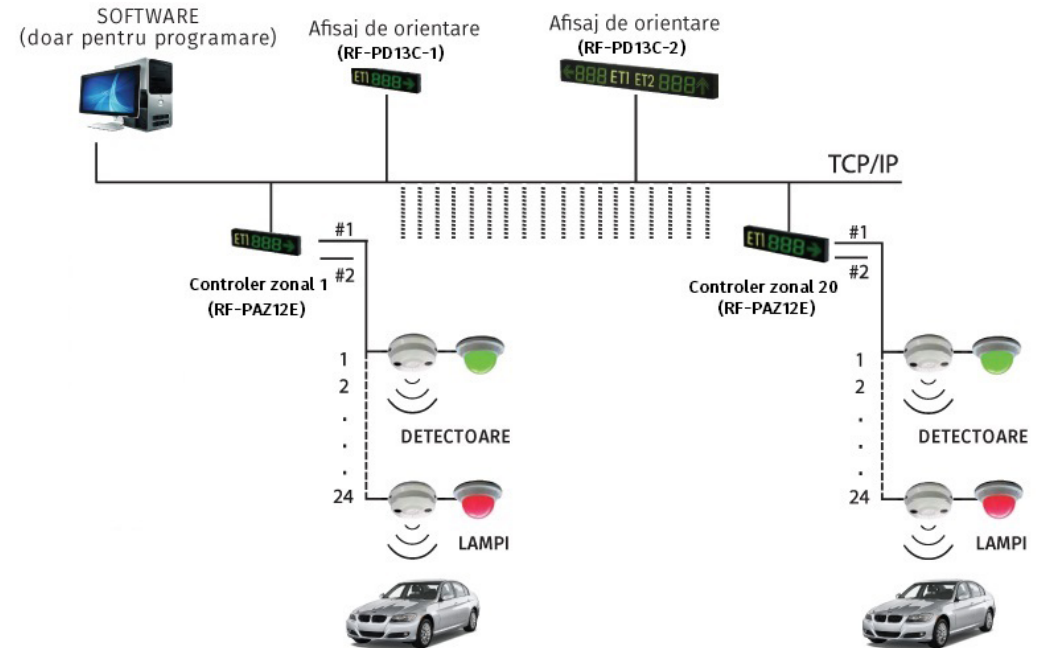 SOFTWARE
(doar pentru programare)
Afisaj de orientare
(RF-PD13C-1)
Afisaj de orientare
(RF-PD13C-2)
ET1 888→
←888 ET1 ET2 888↑
TCP/IP
ET1 888→
#1
#2
Controler zonal 1
(RF-PAZ12E)
ET1 888→
#1
#2
Controler zonal 20
(RF-PAZ12E)
1
2
.
.
.
24
DETECTOARE
LAMPI
1
2
.
.
.
24
DETECTOARE
LAMPI